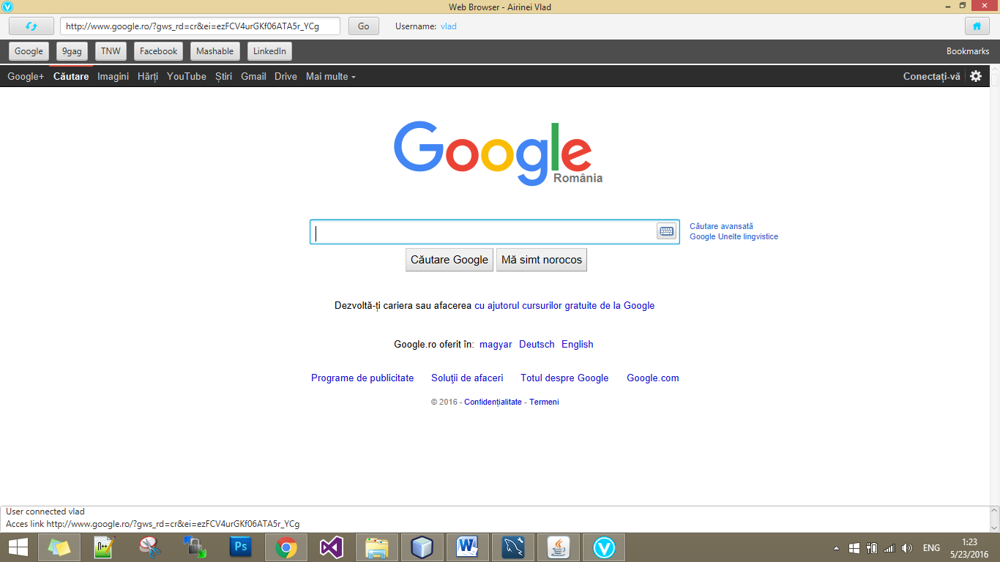 Web Browser - Airinei Vlad
http://www.google.ro/?gws_rd=cr&ei=ezFCV4urGKf06ATA5r_YCg Go Username: vlad
Google 9gag TNW Facebook Mashable LinkedIn Bookmarks
Google+ Căutare Imagini Hărți YouTube Știri Gmail Drive Mai multe Conectați-vă
Google
România
Căutare avansată
Google Unelte lingvistice
Căutare Google Mă simt norocos
Dezvoltă-ți cariera sau afacerea cu ajutorul cursurilor gratuite de la Google
Google.ro oferit în: magyar Deutsch English
Programe de publicitate Soluţii de afaceri Totul despre Google Google.com
© 2016 - Confidențialitate - Termeni
User connected vlad
Acces link http://www.google.ro/?gws_rd=cr&ei=ezFCV4urGKf06ATA5r_YCg
ENG 1:23
5/23/2016